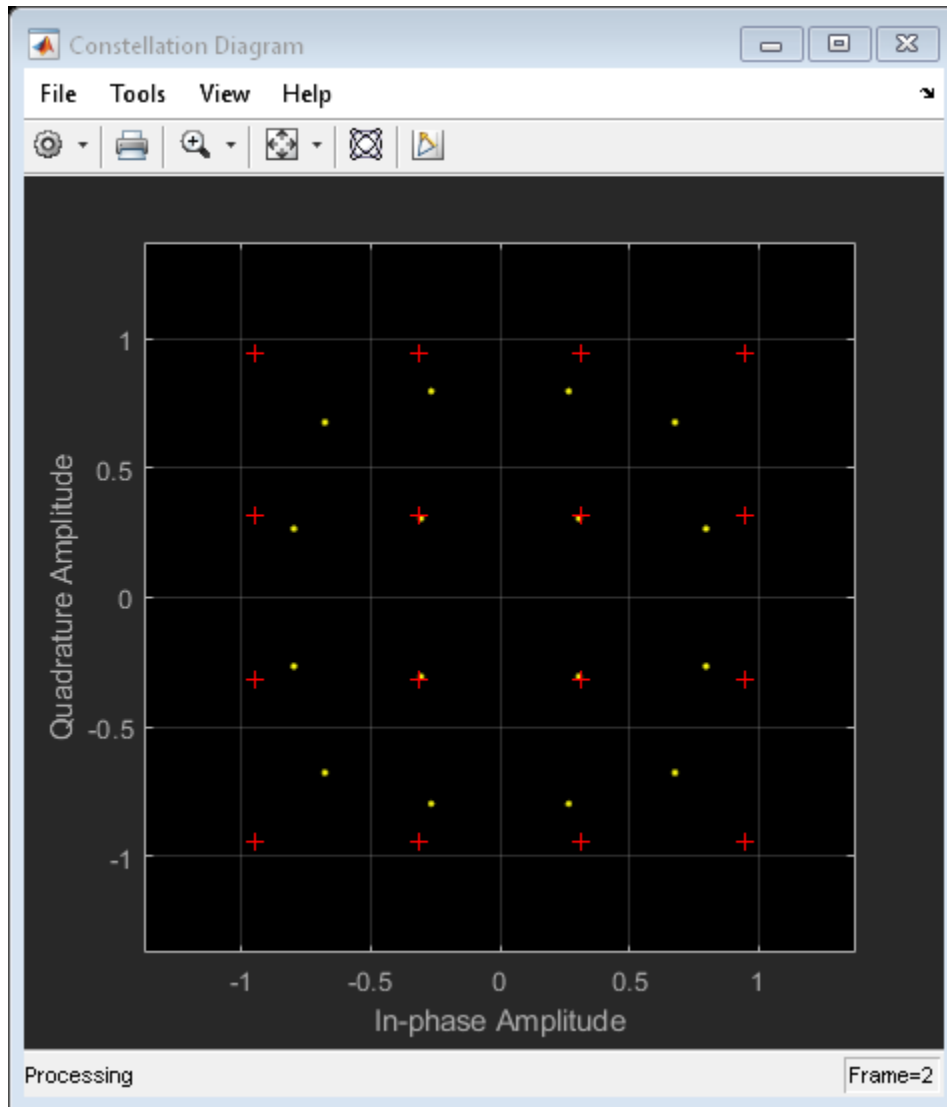 Constellation Diagram
File Tools View Help
1
0.5
0
-0.5
-1
Quadrature Amplitude
-1 -0.5 0 0.5 1
In-phase Amplitude
Processing Frame=2